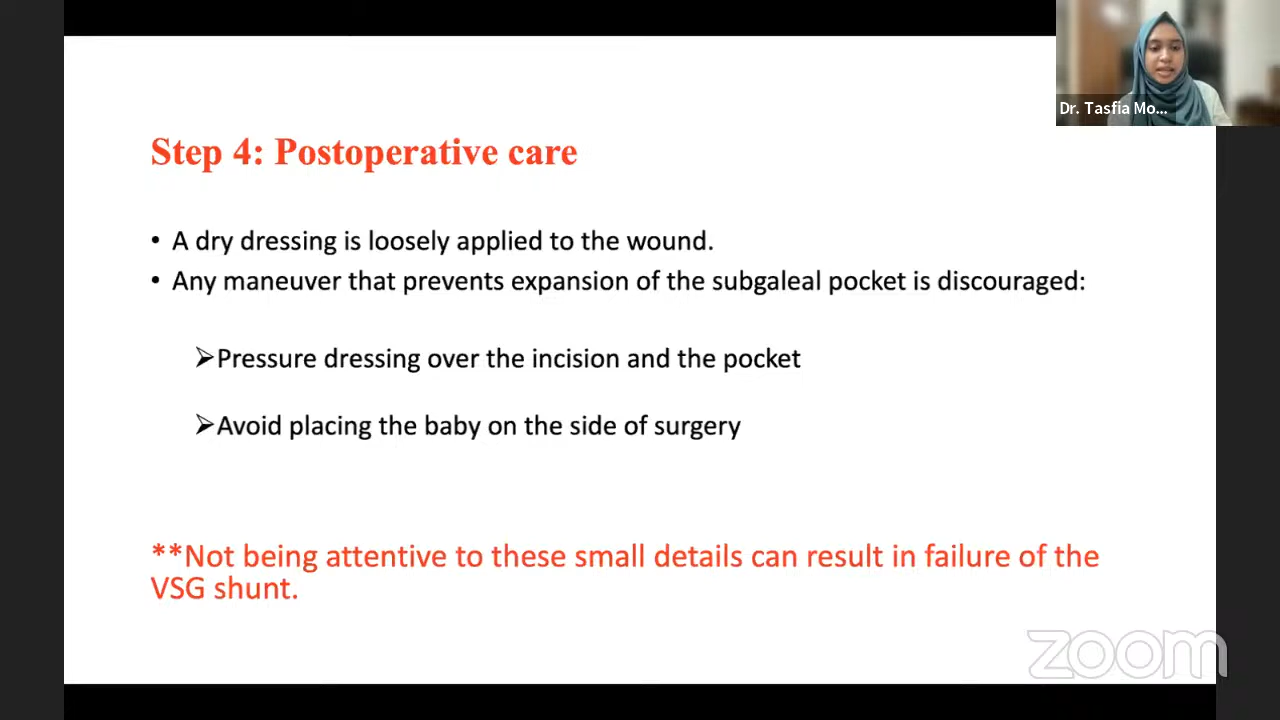 Dr. Tasfia Mo...
Step 4: Postoperative care
• A dry dressing is loosely applied to the wound.
• Any maneuver that prevents expansion of the subgaleal pocket is discouraged:
➢Pressure dressing over the incision and the pocket
➢Avoid placing the baby on the side of surgery
**Not being attentive to these small details can result in failure of the
VSG shunt.
zoom